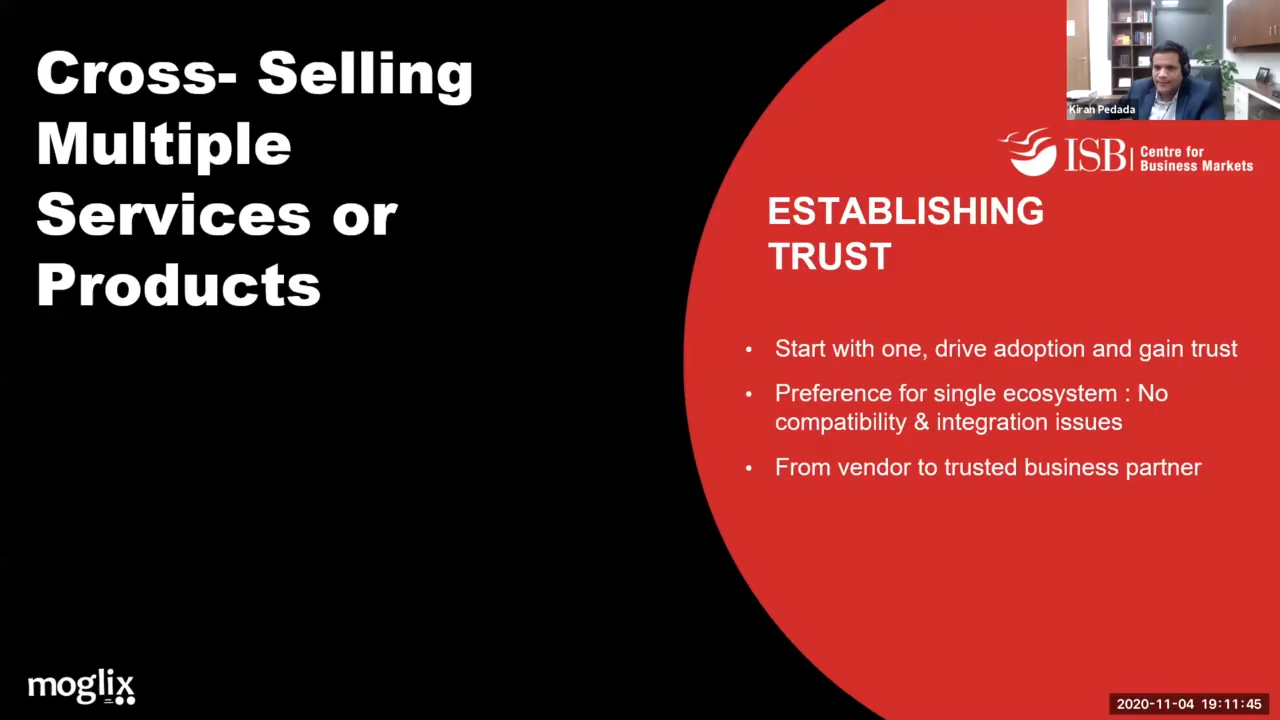 Cross- Selling
Multiple
Services or
Products
Kiran Pedada
ISB
Centre for
Business Markets
ESTABLISHING
TRUST
• Start with one, drive adoption and gain trust
• Preference for single ecosystem : No
compatibility & integration issues
• From vendor to trusted business partner
moglix
2020-11-04 19:11:45